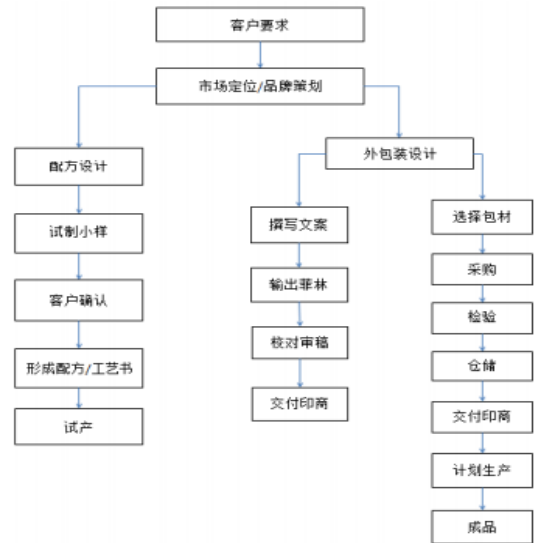 客户要求
市场定位/品牌策划
配方设计
试制小样
客户确认
形成配方/工艺书
试产
外包装设计
撰写文案
输出菲林
校对审稿
交付印商
选择包材
采购
检验
仓储
交付印商
计划生产
成品